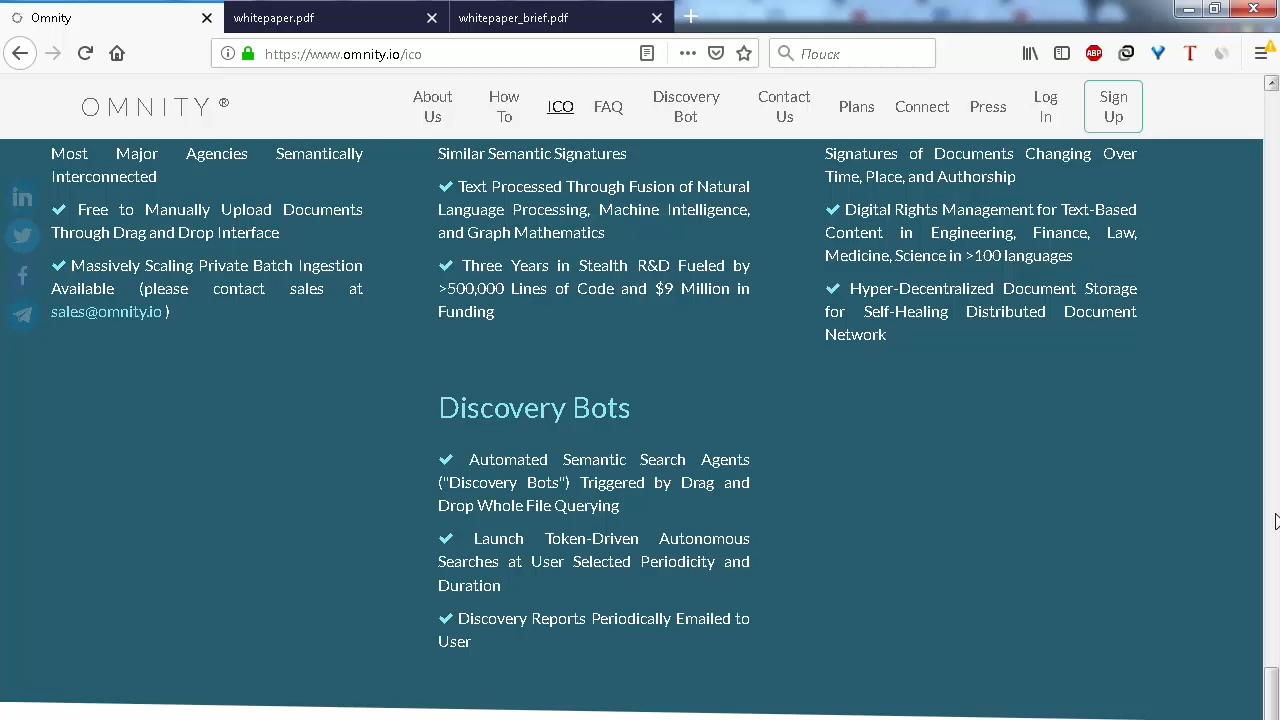 Omnity
whitepaper.pdf
whitepaper_brief.pdf
https://www.omnity.io/ico
Поиск
ABP
T
OMNITY®
About Us
How To
ICO
FAQ
Discovery Bot
Contact Us
Plans
Connect
Press
Log In
Sign Up
Most Major Agencies Semantically
Interconnected
Free to Manually Upload Documents
Through Drag and Drop Interface
Massively Scaling Private Batch Ingestion
Available (please contact sales at
sales@omnity.io )
Similar Semantic Signatures
Text Processed Through Fusion of Natural
Language Processing, Machine Intelligence,
and Graph Mathematics
Three Years in Stealth R&D Fueled by
>500,000 Lines of Code and $9 Million in
Funding
Signatures of Documents Changing Over
Time, Place, and Authorship
Digital Rights Management for Text-Based
Content in Engineering, Finance, Law,
Medicine, Science in >100 languages
Hyper-Decentralized Document Storage
for Self-Healing Distributed Document
Network
Discovery Bots
Automated Semantic Search Agents
("Discovery Bots") Triggered by Drag and
Drop Whole File Querying
Launch Token-Driven Autonomous
Searches at User Selected Periodicity and
Duration
Discovery Reports Periodically Emailed to
User